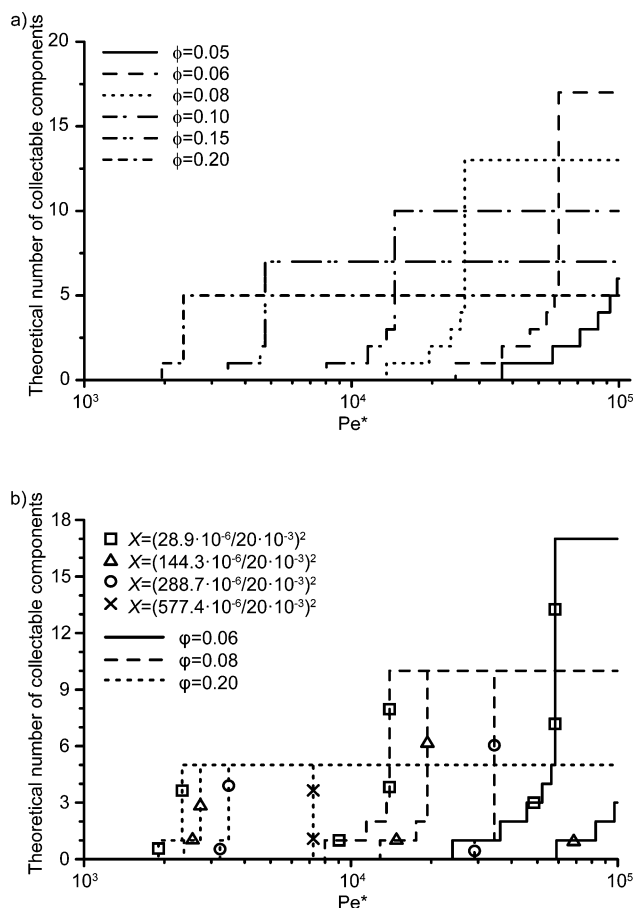 a)
Theoretical number of collectable components
20
15
10
5
0
ϕ=0.05
ϕ=0.06
ϕ=0.08
ϕ=0.10
ϕ=0.15
ϕ=0.20
10³ 10⁴ 10⁵
Pe*
b)
Theoretical number of collectable components
18
15
12
9
6
3
0
X=(28.9·10⁻⁶/20·10⁻³)²
X=(144.3·10⁻⁶/20·10⁻³)²
X=(288.7·10⁻⁶/20·10⁻³)²
X=(577.4·10⁻⁶/20·10⁻³)²
φ=0.06
φ=0.08
φ=0.20
10³ 10⁴ 10⁵
Pe*